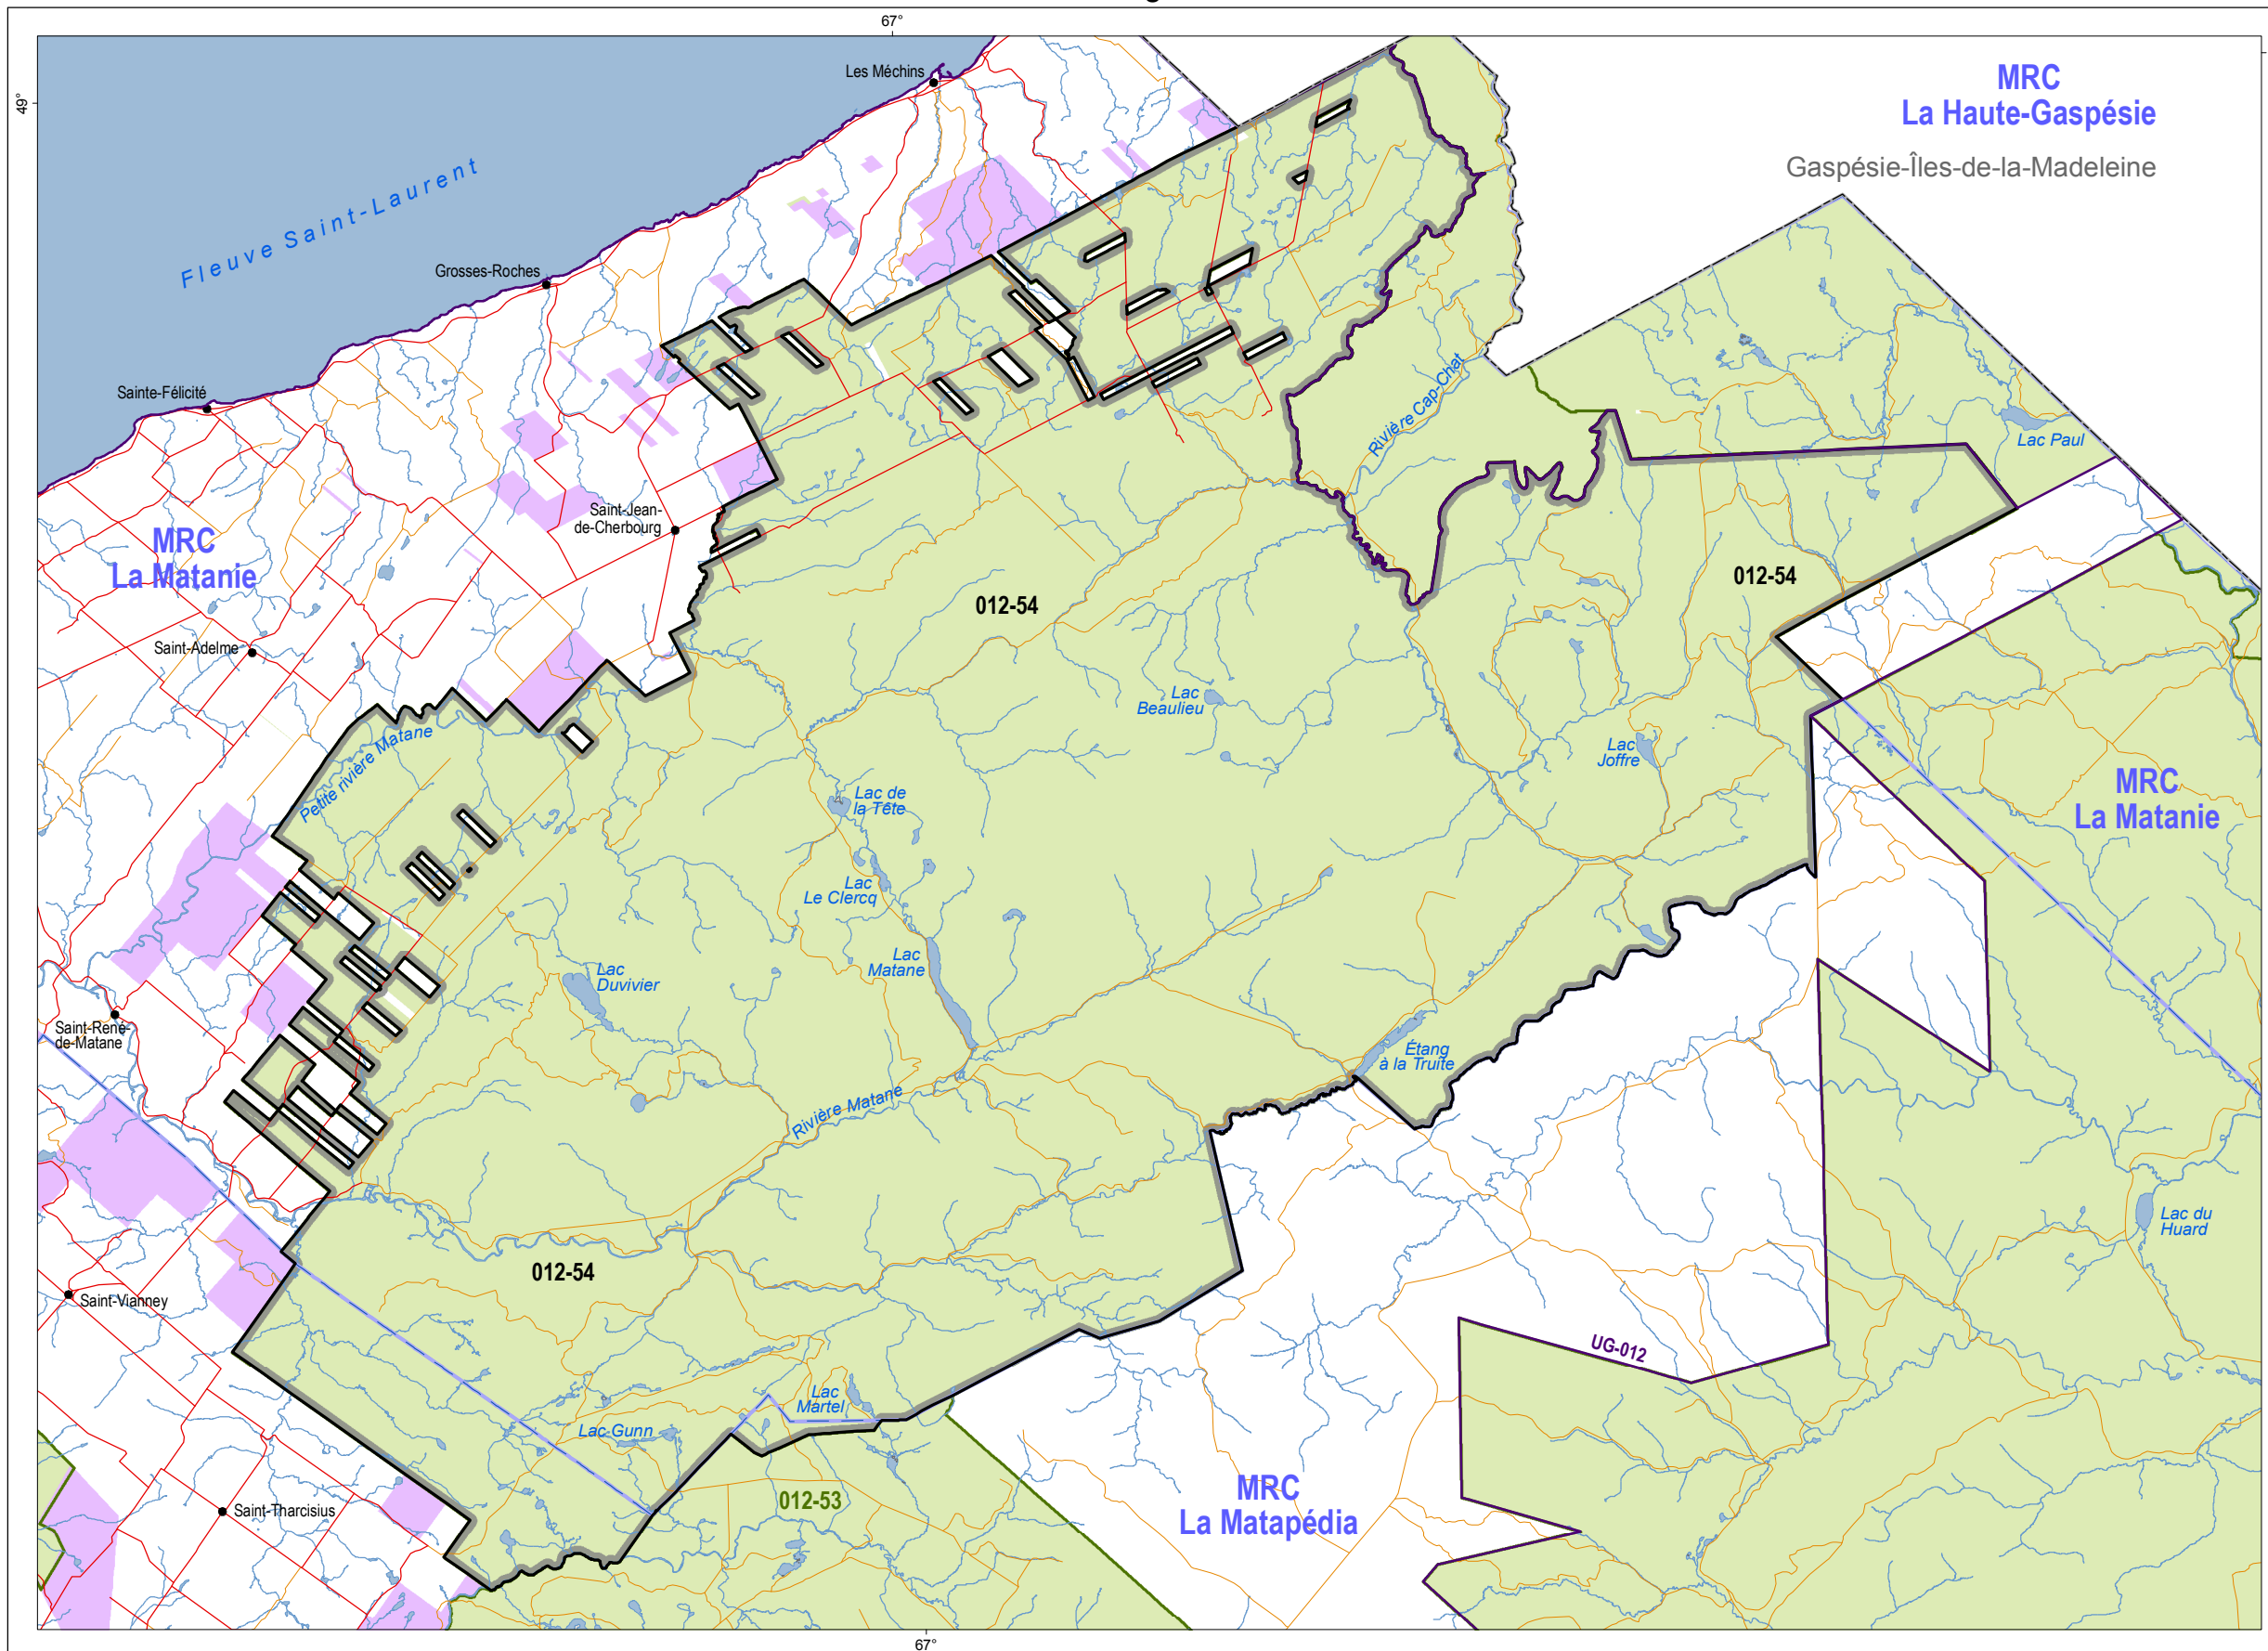 67°
49°
Les Méchins
MRC
La Haute-Gaspésie
Gaspésie-Îles-de-la-Madeleine
Fleuve Saint-Laurent
Grosses-Roches
Sainte-Félicité
Rivière Cap-Chat
Lac Paul
Saint-Jean-
de-Cherbourg
MRC
La Matanie
012-54
012-54
Saint-Adelme
Lac
Beaulieu
Lac
Joffre
Petite rivière Matane
MRC
La Matanie
Lac de
la Tête
Lac
Le Clercq
Lac
Matane
Lac
Duvivier
Saint-René-
de-Matane
Étang
à la Truite
Rivière Matane
Lac du
Huard
012-54
Saint-Vianney
UG-012
Lac
Martel
Lac Gunn
012-53
MRC
La Matapédia
Saint-Tharcisius
67°